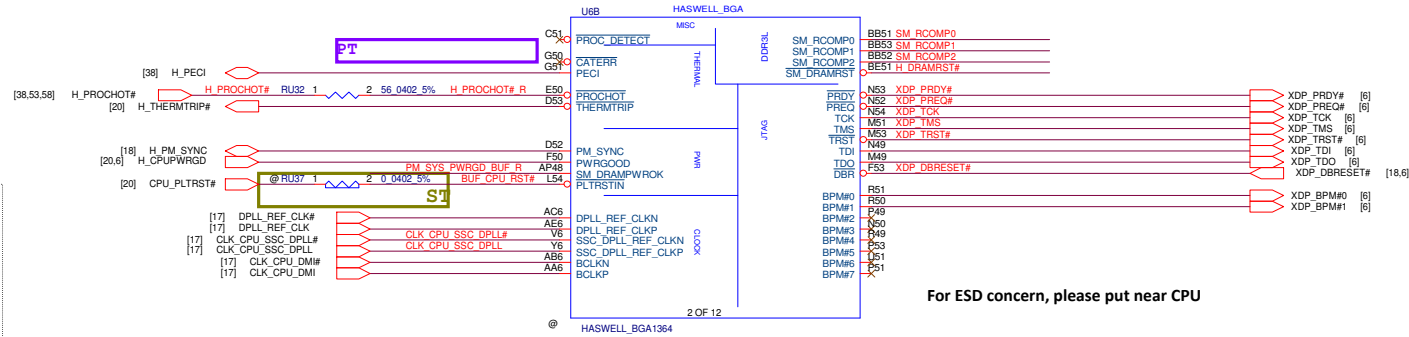 U6B HASWELL_BGA
MISC
DDR3L
THERMAL
JTAG
PWR
CLOCK
PT
C51 PROC_DETECT
G50 CATERR
[38] H_PECI G51 PECI
[38,53,58] H_PROCHOT# H_PROCHOT# RU32 1 2 56_0402_5% H_PROCHOT#_R E50 PROCHOT
[20] H_THERMTRIP# D53 THERMTRIP
[18] H_PM_SYNC D52 PM_SYNC
[20,6] H_CPUPWRGD F50 PWRGOOD
PM_SYS_PWRGD_BUF_R AP48 SM_DRAMPWROK
[20] CPU_PLTRST# @ RU37 1 2 0_0402_5% BUF_CPU_RST# L54 PLTRSTIN
ST
[17] DPLL_REF_CLK# AC6 DPLL_REF_CLKN
[17] DPLL_REF_CLK AE6 DPLL_REF_CLKP
[17] CLK_CPU_SSC_DPLL# CLK_CPU_SSC_DPLL# V6 SSC_DPLL_REF_CLKN
[17] CLK_CPU_SSC_DPLL CLK_CPU_SSC_DPLL Y6 SSC_DPLL_REF_CLKP
[17] CLK_CPU_DMI# AB6 BCLKN
[17] CLK_CPU_DMI AA6 BCLKP
SM_RCOMP0 BB51 SM_RCOMP0
SM_RCOMP1 BB53 SM_RCOMP1
SM_RCOMP2 BB52 SM_RCOMP2
SM_DRAMRST BE51 H_DRAMRST#
PRDY N53 XDP_PRDY# XDP_PRDY# [6]
PREQ N52 XDP_PREQ# XDP_PREQ# [6]
TCK N54 XDP_TCK XDP_TCK [6]
TMS M51 XDP_TMS XDP_TMS [6]
TRST M53 XDP_TRST# XDP_TRST# [6]
TDI N49 XDP_TDI [6]
TDO M49 XDP_TDO [6]
DBR F53 XDP_DBRESET# XDP_DBRESET# [18,6]
BPM#0 R51 XDP_BPM#0 [6]
BPM#1 R50 XDP_BPM#1 [6]
BPM#2 P49
BPM#3 N50
BPM#4 R49
BPM#5 P53
BPM#6 U51
BPM#7 P51
For ESD concern, please put near CPU
2 OF 12
@ HASWELL_BGA1364